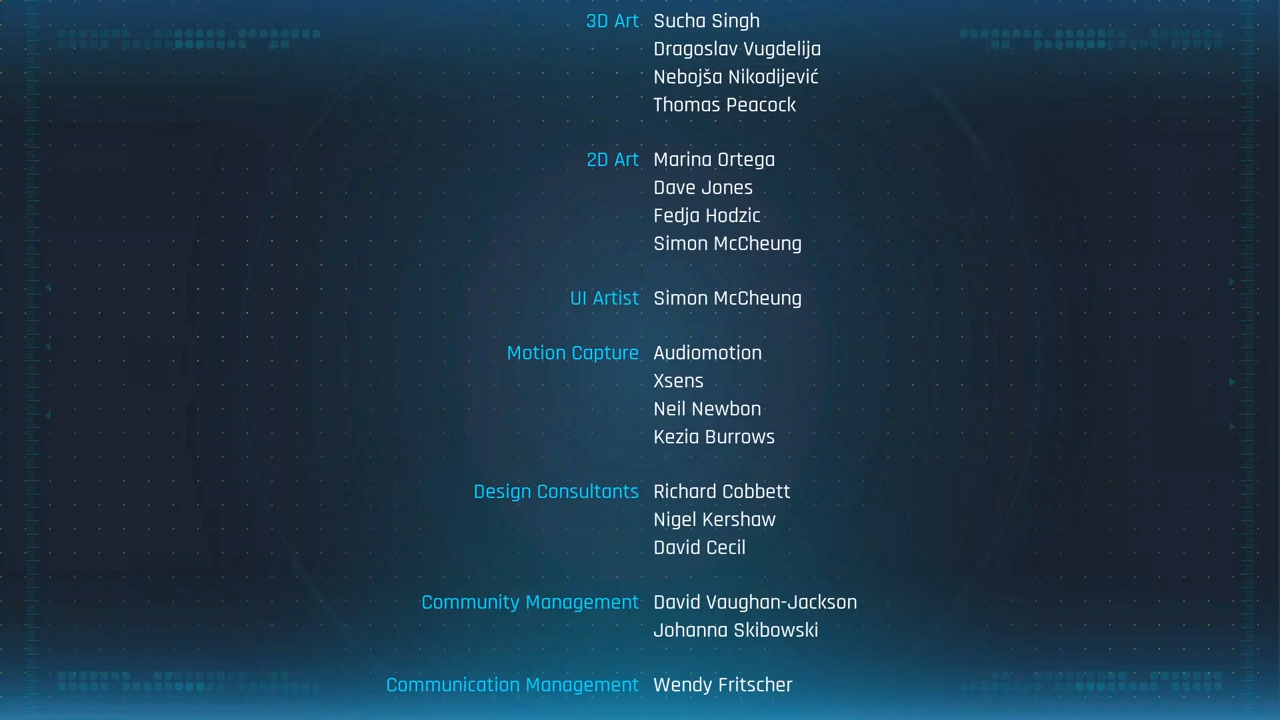 3D Art Sucha Singh
Dragoslav Vugdelija
Nebojša Nikodijević
Thomas Peacock
2D Art Marina Ortega
Dave Jones
Fedja Hodzic
Simon McCheung
UI Artist Simon McCheung
Motion Capture Audiomotion
Xsens
Neil Newbon
Kezia Burrows
Design Consultants Richard Cobbett
Nigel Kershaw
David Cecil
Community Management David Vaughan-Jackson
Johanna Skibowski
Communication Management Wendy Fritscher